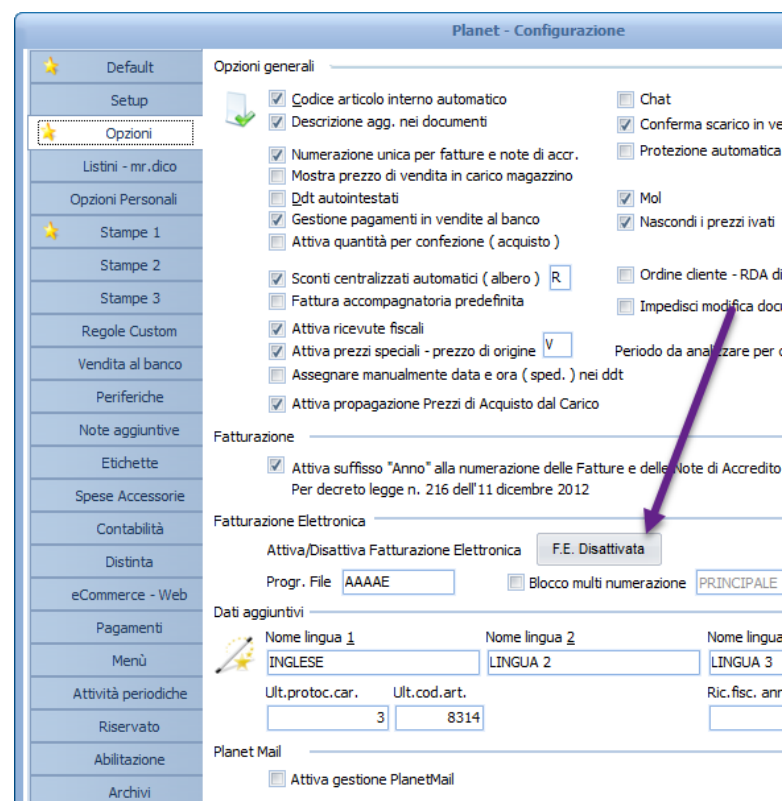 Planet - Configurazione
Default
Setup
Opzioni
Listini - mr.dico
Opzioni Personali
Stampe 1
Stampe 2
Stampe 3
Regole Custom
Vendita al banco
Periferiche
Note aggiuntive
Etichette
Spese Accessorie
Contabilità
Distinta
eCommerce - Web
Pagamenti
Menù
Attività periodiche
Riservato
Abilitazione
Archivi
Opzioni generali
Codice articolo interno automatico
Chat
Descrizione agg. nei documenti
Conferma scarico in ve
Numerazione unica per fatture e note di accr.
Protezione automatica
Mostra prezzo di vendita in carico magazzino
Ddt autointestati
Mol
Gestione pagamenti in vendite al banco
Nascondi i prezzi ivati
Attiva quantità per confezione ( acquisto )
Sconti centralizzati automatici ( albero ) R
Ordine cliente - RDA di
Fattura accompagnatoria predefinita
Impedisci modifica docu
Attiva ricevute fiscali
Attiva prezzi speciali - prezzo di origine V
Periodo da analizzare per
Assegnare manualmente data e ora ( sped. ) nei ddt
Attiva propagazione Prezzi di Acquisto dal Carico
Fatturazione
Attiva suffisso "Anno" alla numerazione delle Fatture e delle Note di Accredito
Per decreto legge n. 216 dell'11 dicembre 2012
Fatturazione Elettronica
Attiva/Disattiva Fatturazione Elettronica F.E. Disattivata
Progr. File AAAAE Blocco multi numerazione PRINCIPALE
Dati aggiuntivi
Nome lingua 1 Nome lingua 2 Nome lingua
INGLESE LINGUA 2 LINGUA 3
Ult.protoc.car. Ult.cod.art. Ric.fisc. ann
3 8314
Planet Mail
Attiva gestione PlanetMail